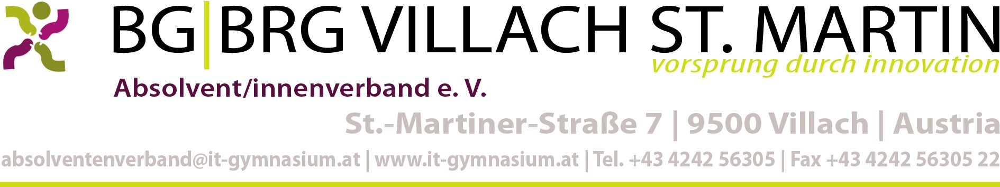 BG|BRG VILLACH ST. MARTIN
vorsprung durch innovation
Absolvent/innenverband e. V.
St.-Martiner-Straße 7 | 9500 Villach | Austria
absolventenverband@it-gymnasium.at | www.it-gymnasium.at | Tel. +43 4242 56305 | Fax +43 4242 56305 22